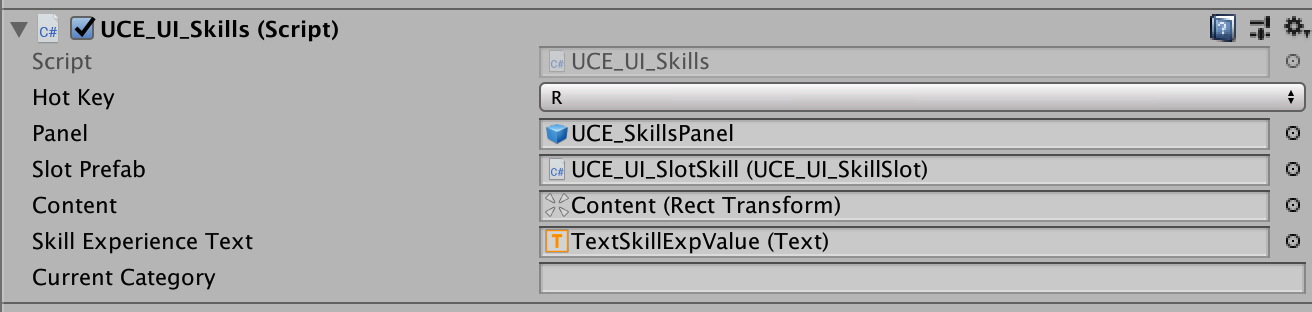 UCE_UI_Skills (Script)
Script UCE_UI_Skills
Hot Key R
Panel UCE_SkillsPanel
Slot Prefab UCE_UI_SlotSkill (UCE_UI_SkillSlot)
Content Content (Rect Transform)
Skill Experience Text TextSkillExpValue (Text)
Current Category